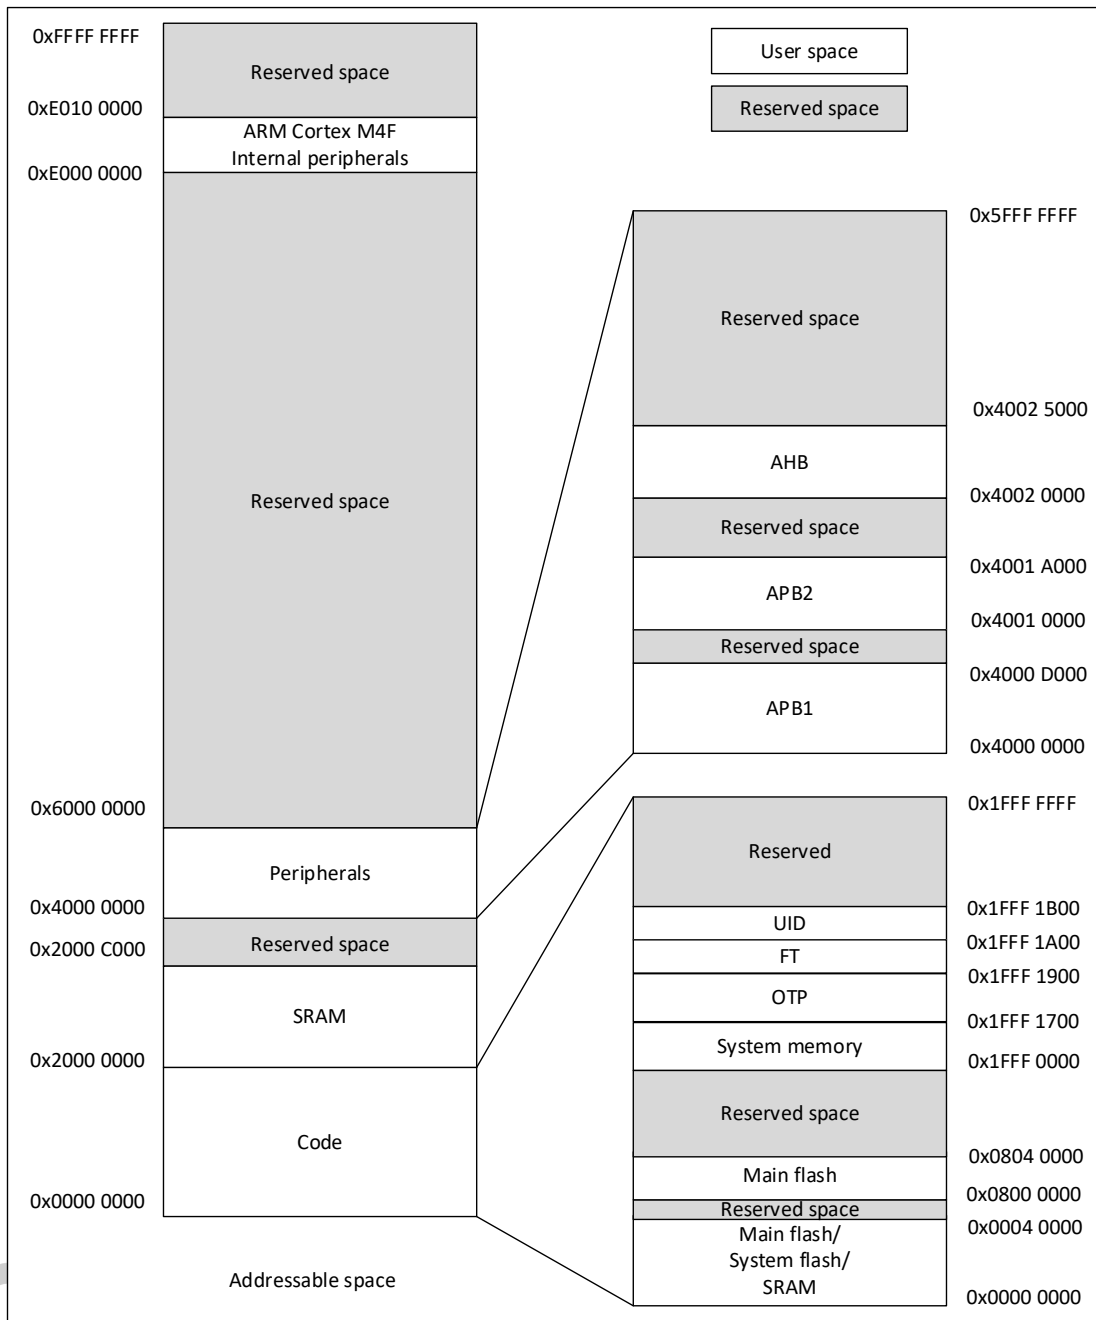 0xFFFF FFFF
Reserved space
0xE010 0000
ARM Cortex M4F
Internal peripherals
0xE000 0000
Reserved space
0x6000 0000
Peripherals
0x4000 0000
Reserved space
0x2000 C000
SRAM
0x2000 0000
Code
0x0000 0000
Addressable space
User space
Reserved space
0x5FFF FFFF
Reserved space
0x4002 5000
AHB
0x4002 0000
Reserved space
0x4001 A000
APB2
0x4001 0000
Reserved space
0x4000 D000
APB1
0x4000 0000
0x1FFF FFFF
Reserved
0x1FFF 1B00
UID
0x1FFF 1A00
FT
0x1FFF 1900
OTP
0x1FFF 1700
System memory
0x1FFF 0000
Reserved space
0x0804 0000
Main flash
0x0800 0000
Reserved space
0x0004 0000
Main flash/
System flash/
SRAM
0x0000 0000